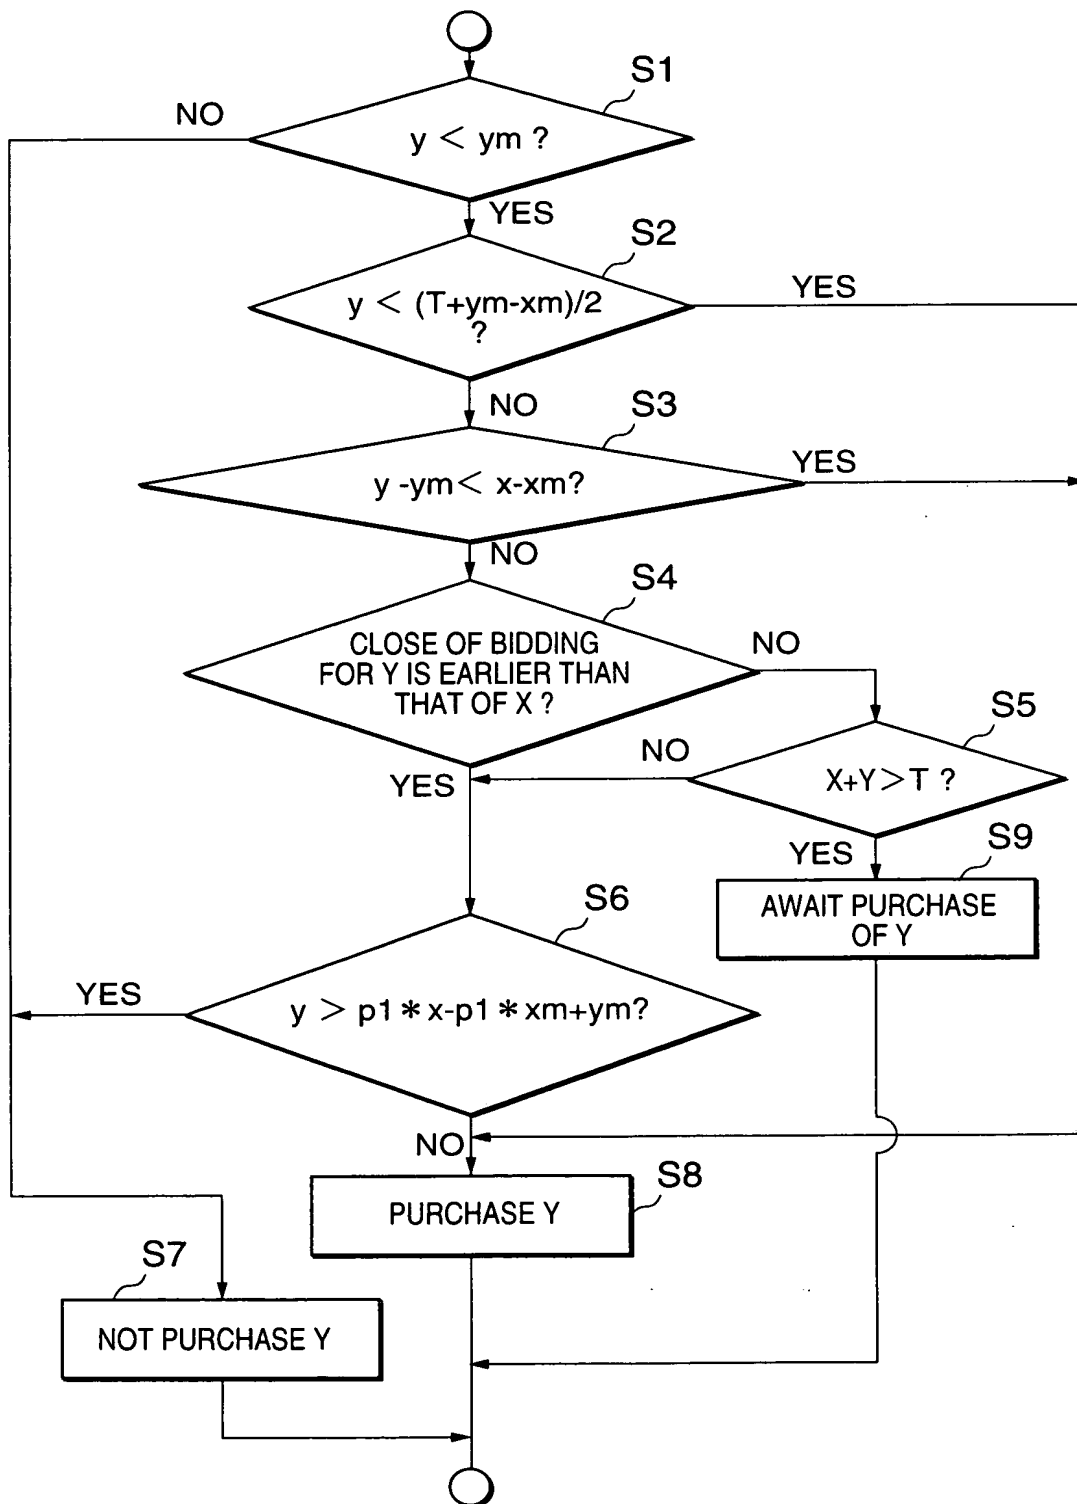 S1
NO
y < ym ?
YES
S2
YES
y < (T+ym-xm)/2
?
NO
S3
YES
y -ym< x-xm?
NO
S4
CLOSE OF BIDDING
FOR Y IS EARLIER THAN
THAT OF X ?
NO
S5
NO
YES
X+Y>T ?
YES
S9
AWAIT PURCHASE
OF Y
S6
YES
y > p1*x-p1*xm+ym?
NO
S8
PURCHASE Y
S7
NOT PURCHASE Y